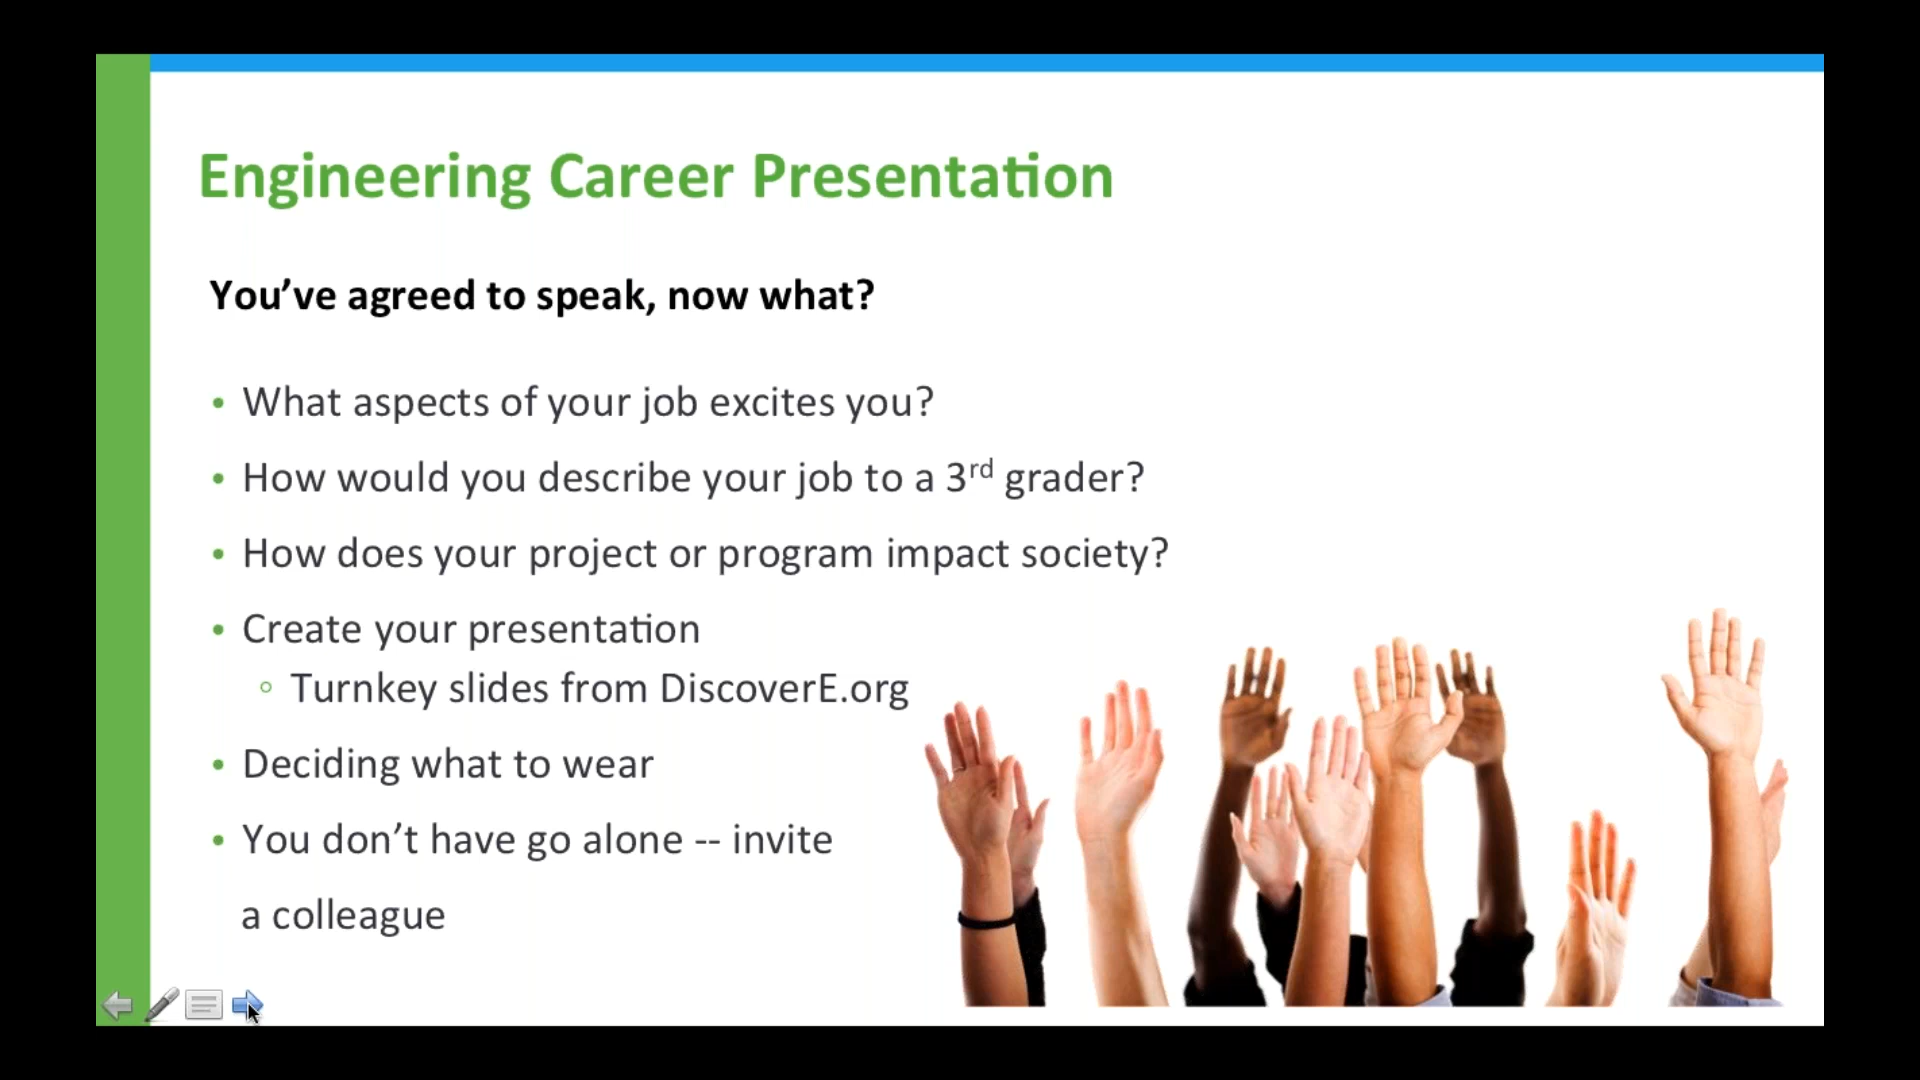 Engineering Career Presentation
You’ve agreed to speak, now what?
• What aspects of your job excites you?
• How would you describe your job to a 3rd grader?
• How does your project or program impact society?
• Create your presentation
◦ Turnkey slides from DiscoverE.org
• Deciding what to wear
• You don’t have go alone -- invite
a colleague